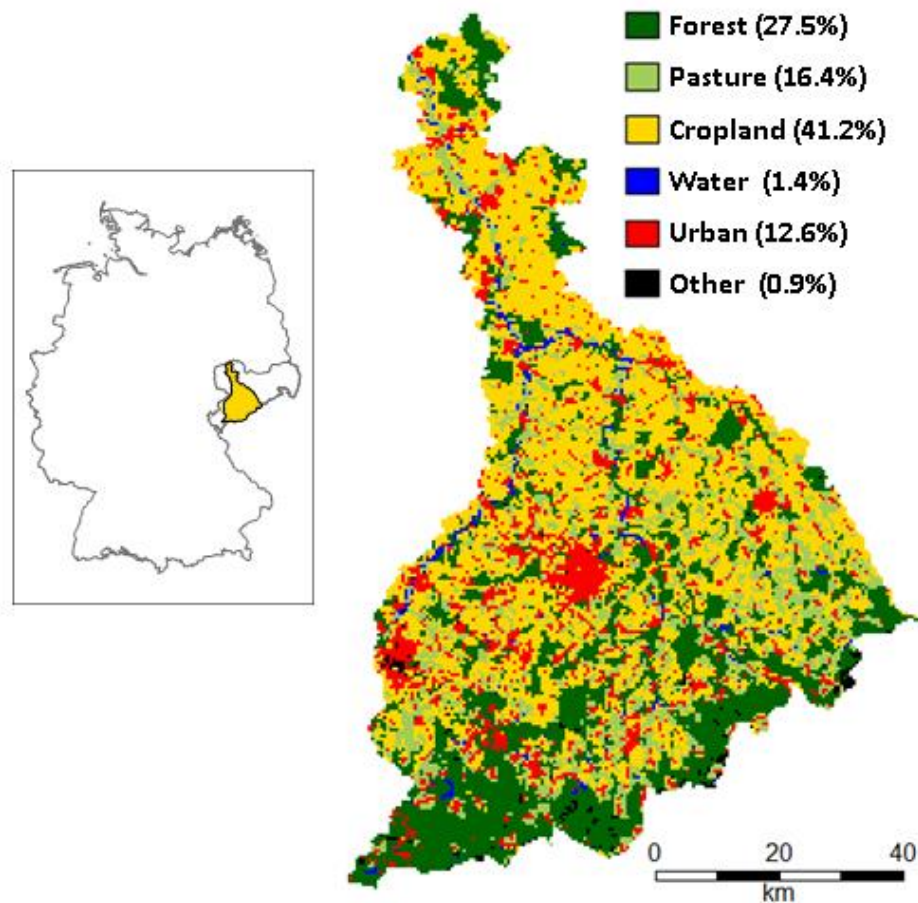 Forest (27.5%)
Pasture (16.4%)
Cropland (41.2%)
Water (1.4%)
Urban (12.6%)
Other (0.9%)
0 20 40
km